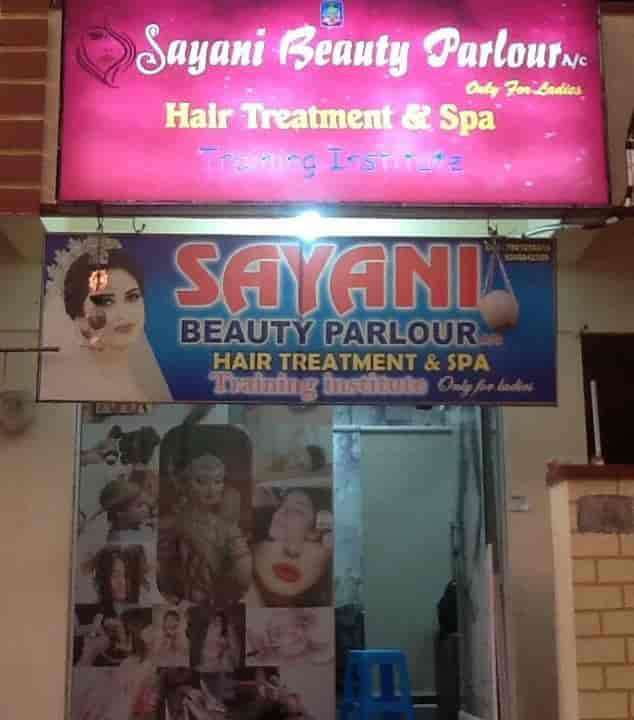 Sayani Beauty Parlour A/C
Only For Ladies
Hair Treatment & Spa
Training Institute
SAYANI
BEAUTY PARLOUR
HAIR TREATMENT & SPA
Training institute Only for ladies